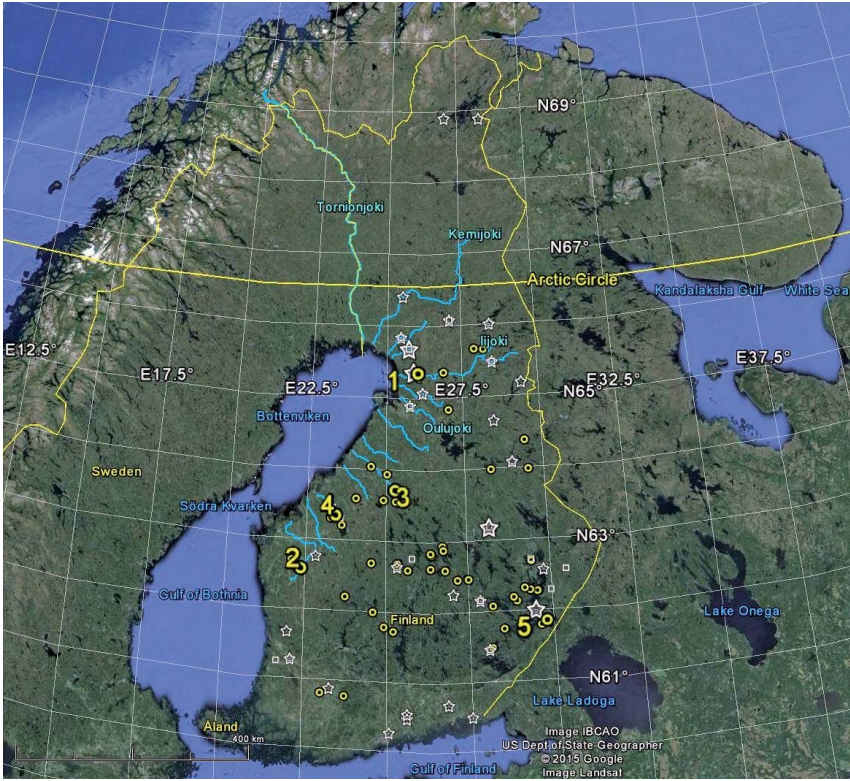 N69°
Tornionjoki
Kemijoki
N67°
Arctic Circle
Kandalaksha Gulf
White Sea
Iijoki
E12.5°
E17.5°
E22.5°
1
E27.5°
E32.5°
N65°
E37.5°
Bottenviken
Oulujoki
Sweden
Södra Kvarken
4
3
N63°
2
Gulf of Bothnia
Finland
5
Lake Onega
N61°
Lake Ladoga
Åland
400 km
Image IBCAO
US Dept of State Geographer
© 2015 Google
Image Landsat
Gulf of Finland